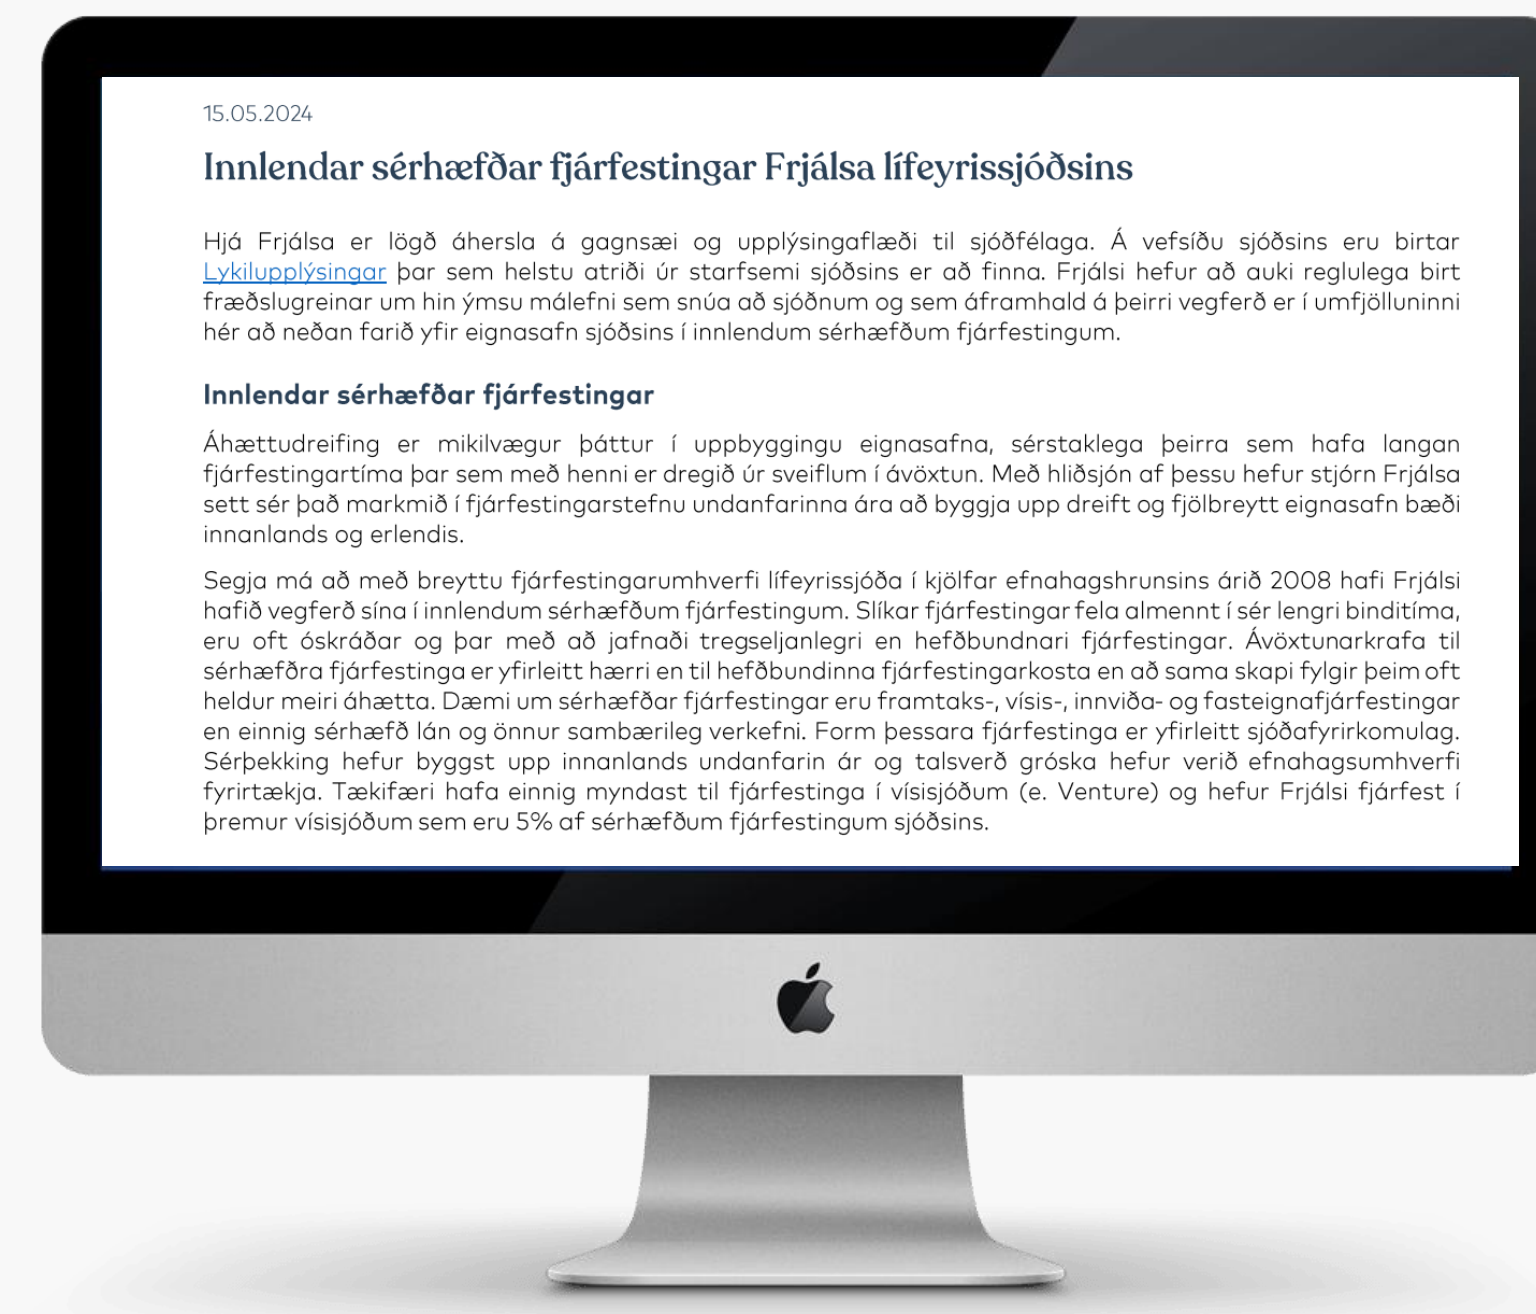 15.05.2024
Innlendar sérhæfðar fjárfestingar Frjálsa lífeyrissjóðsins
Hjá Frjálsa er lögð áhersla á gagnsæi og upplýsingaflæði til sjóðfélaga. Á vefsíðu sjóðsins eru birtar
Lykilupplýsingar þar sem helstu atriði úr starfsemi sjóðsins er að finna. Frjálsi hefur að auki reglulega birt
fræðslugreinar um hin ýmsu málefni sem snúa að sjóðnum og sem áframhald á þeirri vegferð er í umfjölluninni
hér að neðan farið yfir eignasafn sjóðsins í innlendum sérhæfðum fjárfestingum.
Innlendar sérhæfðar fjárfestingar
Áhættudreifing er mikilvægur þáttur í uppbyggingu eignasafna, sérstaklega þeirra sem hafa langan
fjárfestingartíma þar sem með henni er dregið úr sveiflum í ávöxtun. Með hliðsjón af þessu hefur stjórn Frjálsa
sett sér það markmið í fjárfestingarstefnu undanfarinna ára að byggja upp dreift og fjölbreytt eignasafn bæði
innanlands og erlendis.
Segja má að með breyttu fjárfestingarumhverfi lífeyrissjóða í kjölfar efnahagshrunsins árið 2008 hafi Frjálsi
hafið vegferð sína í innlendum sérhæfðum fjárfestingum. Slíkar fjárfestingar fela almennt í sér lengri binditíma,
eru oft óskráðar og þar með að jafnaði tregseljanlegri en hefðbundnari fjárfestingar. Ávöxtunarkrafa til
sérhæfðra fjárfestinga er yfirleitt hærri en til hefðbundinna fjárfestingarkosta en að sama skapi fylgir þeim oft
heldur meiri áhætta. Dæmi um sérhæfðar fjárfestingar eru framtaks-, vísis-, innviða- og fasteignafjárfestingar
en einnig sérhæfð lán og önnur sambærileg verkefni. Form þessara fjárfestinga er yfirleitt sjóðafyrirkomulag.
Sérþekking hefur byggst upp innanlands undanfarin ár og talsverð gróska hefur verið efnahagsumhverfi
fyrirtækja. Tækifæri hafa einnig myndast til fjárfestinga í vísisjóðum (e. Venture) og hefur Frjálsi fjárfest í
þremur vísisjóðum sem eru 5% af sérhæfðum fjárfestingum sjóðsins.